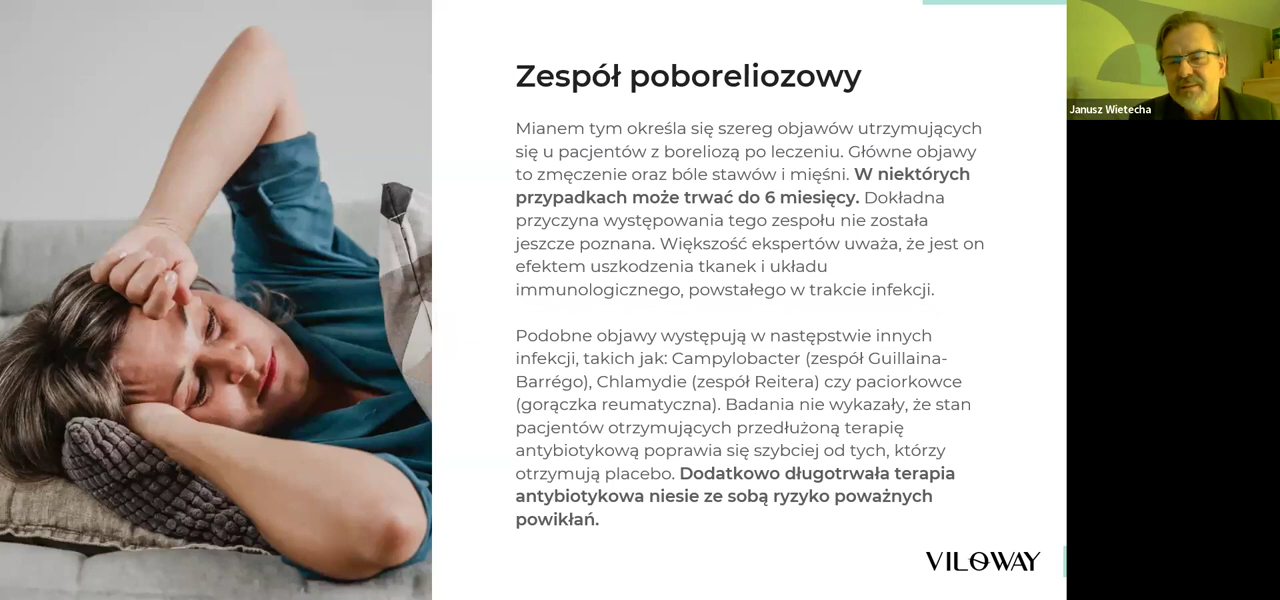 Zespół poboreliozowy
Mianem tym określa się szereg objawów utrzymujących
się u pacjentów z boreliozą po leczeniu. Główne objawy
to zmęczenie oraz bóle stawów i mięśni. W niektórych
przypadkach może trwać do 6 miesięcy. Dokładna
przyczyna występowania tego zespołu nie została
jeszcze poznana. Większość ekspertów uważa, że jest on
efektem uszkodzenia tkanek i układu
immunologicznego, powstałego w trakcie infekcji.
Podobne objawy występują w następstwie innych
infekcji, takich jak: Campylobacter (zespół Guillaina-
Barrégo), Chlamydie (zespół Reitera) czy paciorkowce
(gorączka reumatyczna). Badania nie wykazały, że stan
pacjentów otrzymujących przedłużoną terapię
antybiotykową poprawia się szybciej od tych, którzy
otrzymują placebo. Dodatkowo długotrwała terapia
antybiotykowa niesie ze sobą ryzyko poważnych
powikłań.
VILOWAY
Janusz Wietecha